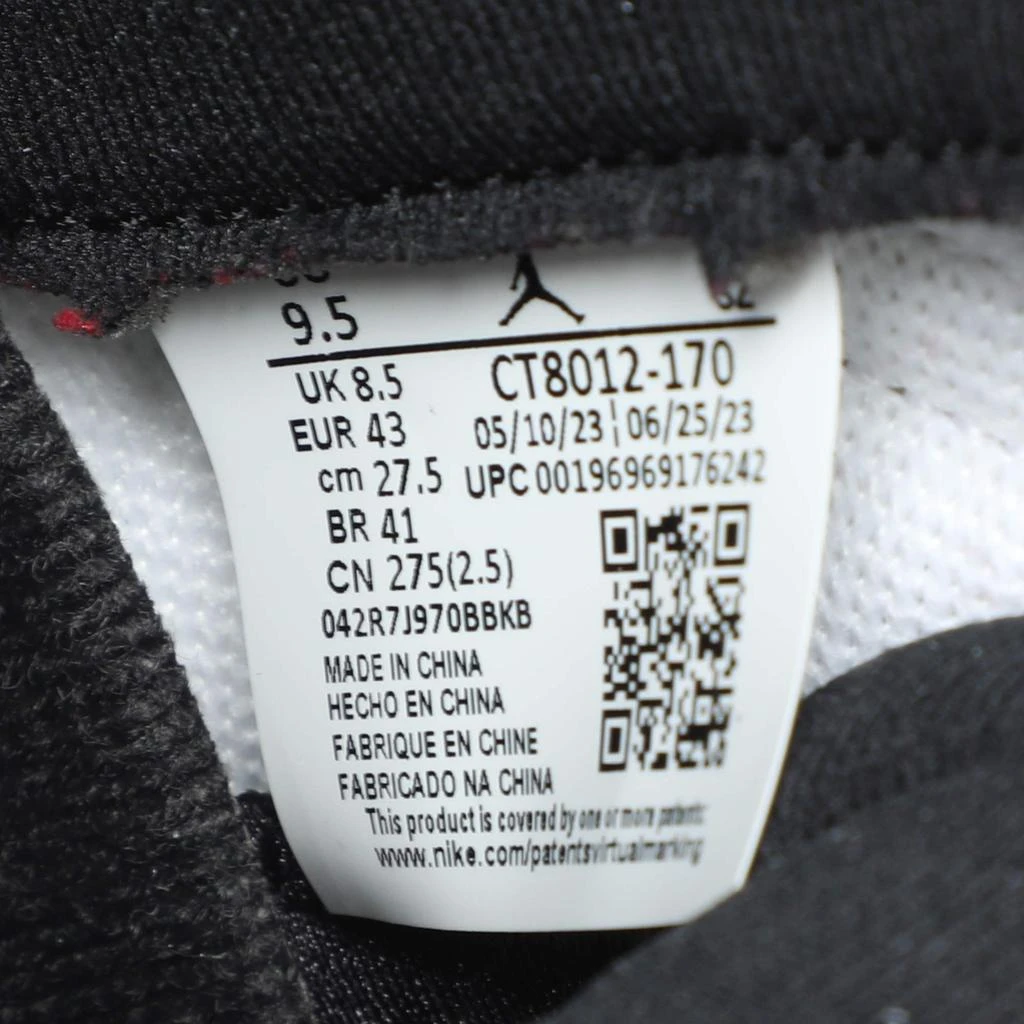 9.5
UK 8.5
CT8012-170
EUR 43
05/10/23 | 06/25/23
cm 27.5
UPC 00196969176242
BR 41
CN 275(2.5)
042R7J970BBKB
MADE IN CHINA
HECHO EN CHINA
FABRIQUE EN CHINE
FABRICADO NA CHINA
This product is covered by one or more patents:
www.nike.com/patentsvirtualmarking